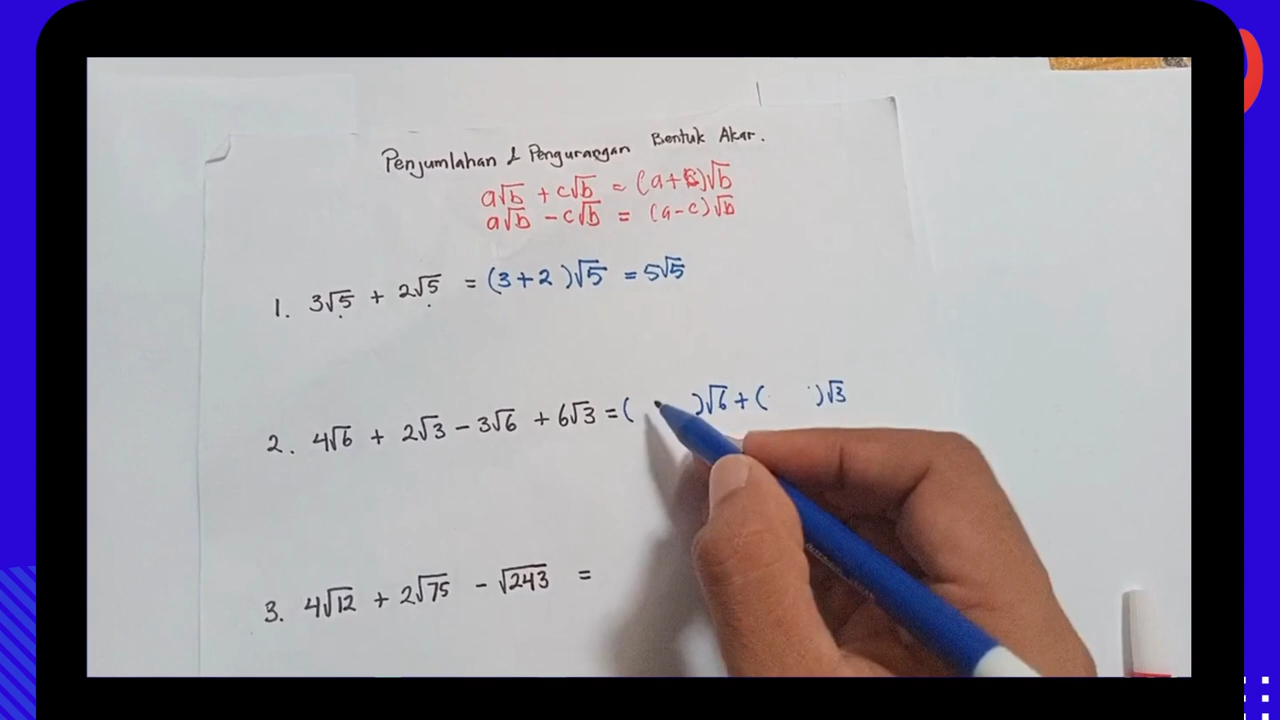 Penjumlahan & Pengurangan Bentuk Akar.
a√b + c√b = (a+c)√b
a√b - c√b = (a-c)√b
1. 3√5 + 2√5 = (3+2)√5 = 5√5
2. 4√6 + 2√3 - 3√6 + 6√3 = ( )√6 + ( )√3
3. 4√12 + 2√75 - √243 =